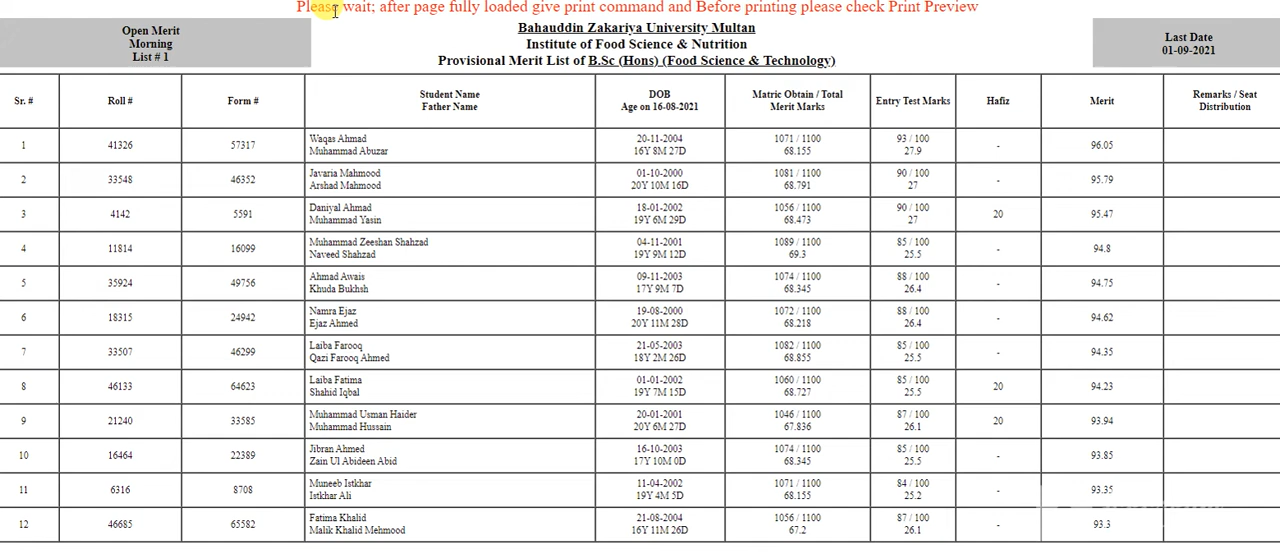 Please wait; after page fully loaded give print command and Before printing please check Print Preview
Open Merit
Morning
List # 1
Bahauddin Zakariya University Multan
Institute of Food Science & Nutrition
Provisional Merit List of B.Sc (Hons) (Food Science & Technology)
Last Date
01-09-2021
Sr. # Roll # Form # Student Name Father Name DOB Age on 16-08-2021 Matric Obtain / Total Merit Marks Entry Test Marks Hafiz Merit Remarks / Seat Distribution
1 41326 57317 Waqas Ahmad Muhammad Abuzar 20-11-2004 16Y 8M 27D 1071 / 1100 68.155 93 / 100 27.9 - 96.05
2 33548 46352 Javaria Mahmood Arshad Mahmood 01-10-2000 20Y 10M 16D 1081 / 1100 68.791 90 / 100 27 - 95.79
3 4142 5591 Daniyal Ahmad Muhammad Yasin 18-01-2002 19Y 6M 29D 1056 / 1100 68.473 90 / 100 27 20 95.47
4 11814 16099 Muhammad Zeeshan Shahzad Naveed Shahzad 04-11-2001 19Y 9M 12D 1089 / 1100 69.3 85 / 100 25.5 - 94.8
5 35924 49756 Ahmad Awais Khuda Bukhsh 09-11-2003 17Y 9M 7D 1074 / 1100 68.345 88 / 100 26.4 - 94.75
6 18315 24942 Namra Ejaz Ejaz Ahmed 19-08-2000 20Y 11M 28D 1072 / 1100 68.218 88 / 100 26.4 - 94.62
7 33507 46299 Laiba Farooq Qazi Farooq Ahmed 21-05-2003 18Y 2M 26D 1082 / 1100 68.855 85 / 100 25.5 - 94.35
8 46133 64623 Laiba Fatima Shahid Iqbal 01-01-2002 19Y 7M 15D 1060 / 1100 68.727 85 / 100 25.5 20 94.23
9 21240 33585 Muhammad Usman Haider Muhammad Hussain 20-01-2001 20Y 6M 27D 1046 / 1100 67.836 87 / 100 26.1 20 93.94
10 16464 22389 Jibran Ahmed Zain Ul Abideen Abid 16-10-2003 17Y 10M 0D 1074 / 1100 68.345 85 / 100 25.5 - 93.85
11 6316 8708 Muneeb Istkhar Istkhar Ali 11-04-2002 19Y 4M 5D 1071 / 1100 68.155 84 / 100 25.2 - 93.35
12 46685 65582 Fatima Khalid Malik Khalid Mehmood 21-08-2004 16Y 11M 26D 1056 / 1100 67.2 87 / 100 26.1 - 93.3